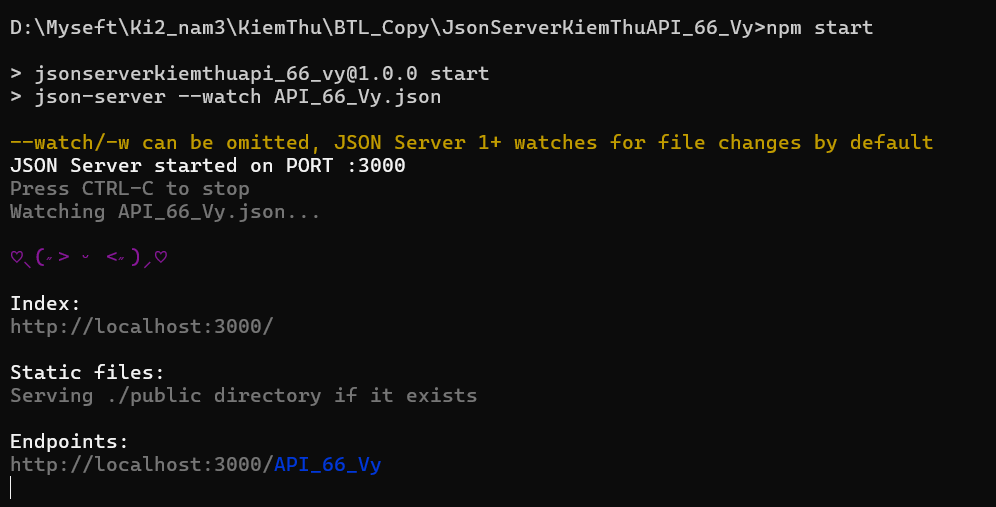 D:\Myseft\Ki2_nam3\KiemThu\BTL_Copy\JsonServerKiemThuAPI_66_Vy>npm start
> jsonserverkiemthuapi_66_vy@1.0.0 start
> json-server --watch API_66_Vy.json
--watch/-w can be omitted, JSON Server 1+ watches for file changes by default
JSON Server started on PORT :3000
Press CTRL-C to stop
Watching API_66_Vy.json...
♡⸜(˶˃ ᵕ ˂˶)⸝♡
Index:
http://localhost:3000/
Static files:
Serving ./public directory if it exists
Endpoints:
http://localhost:3000/API_66_Vy